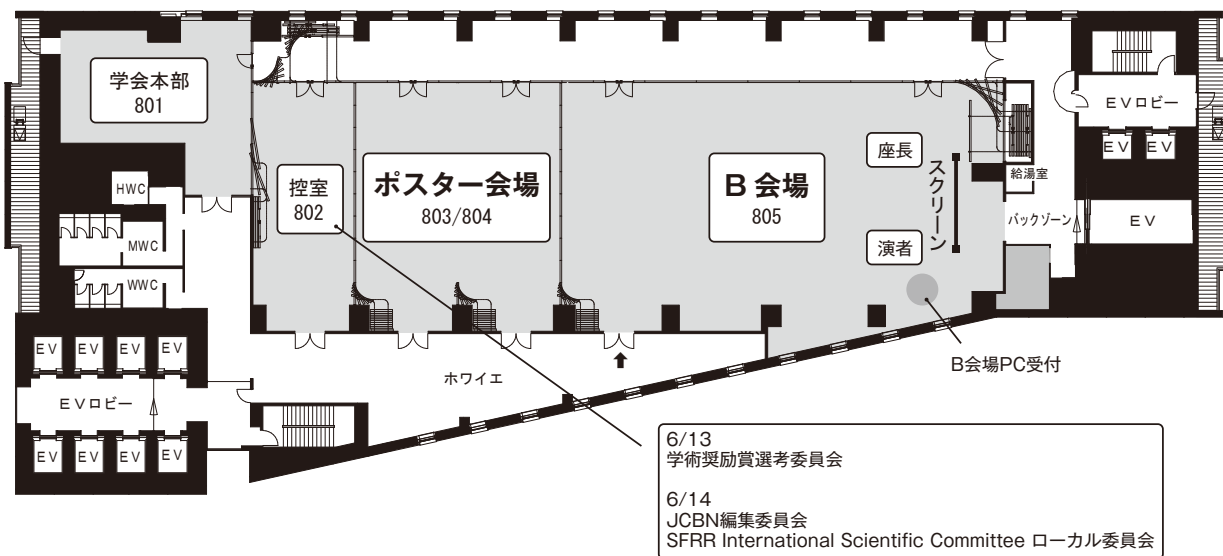 学会本部
801
控室
802
ポスター会場
803/804
B 会場
805
座長
演者
スクリーン
給湯室
バックゾーン
EVロビー
EV
EV
EV
HWC
MWC
WWC
EV
EV
EV
EV
EVロビー
EV
EV
EV
EV
ホワイエ
B会場PC受付
6/13
学術奨励賞選考委員会
6/14
JCBN編集委員会
SFRR International Scientific Committee ローカル委員会